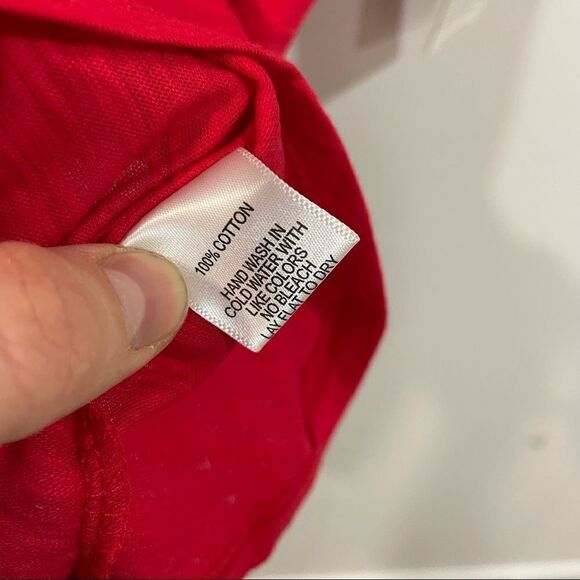 100% COTTON
HAND WASH IN
COLD WATER WITH
LIKE COLORS
NO BLEACH
LAY FLAT TO DRY